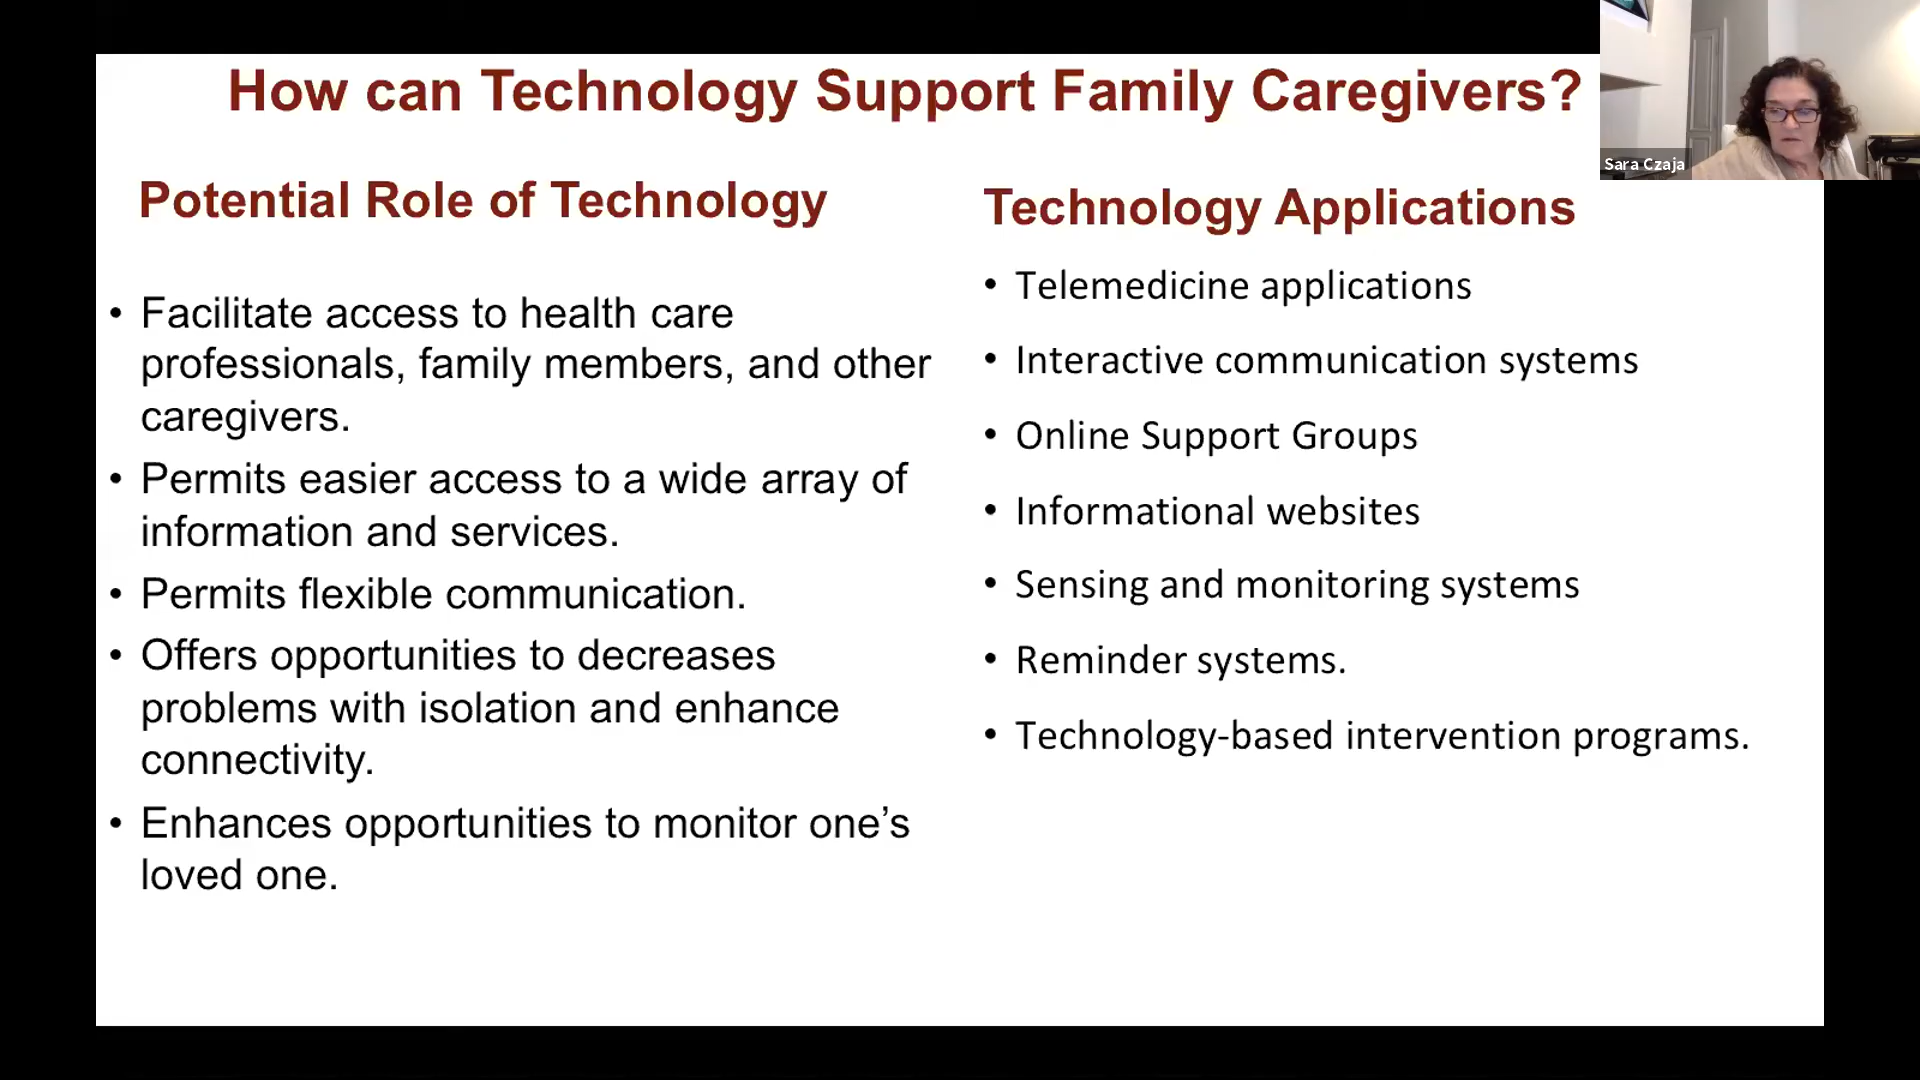 How can Technology Support Family Caregivers?
Sara Czaja
Potential Role of Technology
• Facilitate access to health care
professionals, family members, and other
caregivers.
• Permits easier access to a wide array of
information and services.
• Permits flexible communication.
• Offers opportunities to decreases
problems with isolation and enhance
connectivity.
• Enhances opportunities to monitor one’s
loved one.
Technology Applications
• Telemedicine applications
• Interactive communication systems
• Online Support Groups
• Informational websites
• Sensing and monitoring systems
• Reminder systems.
• Technology-based intervention programs.